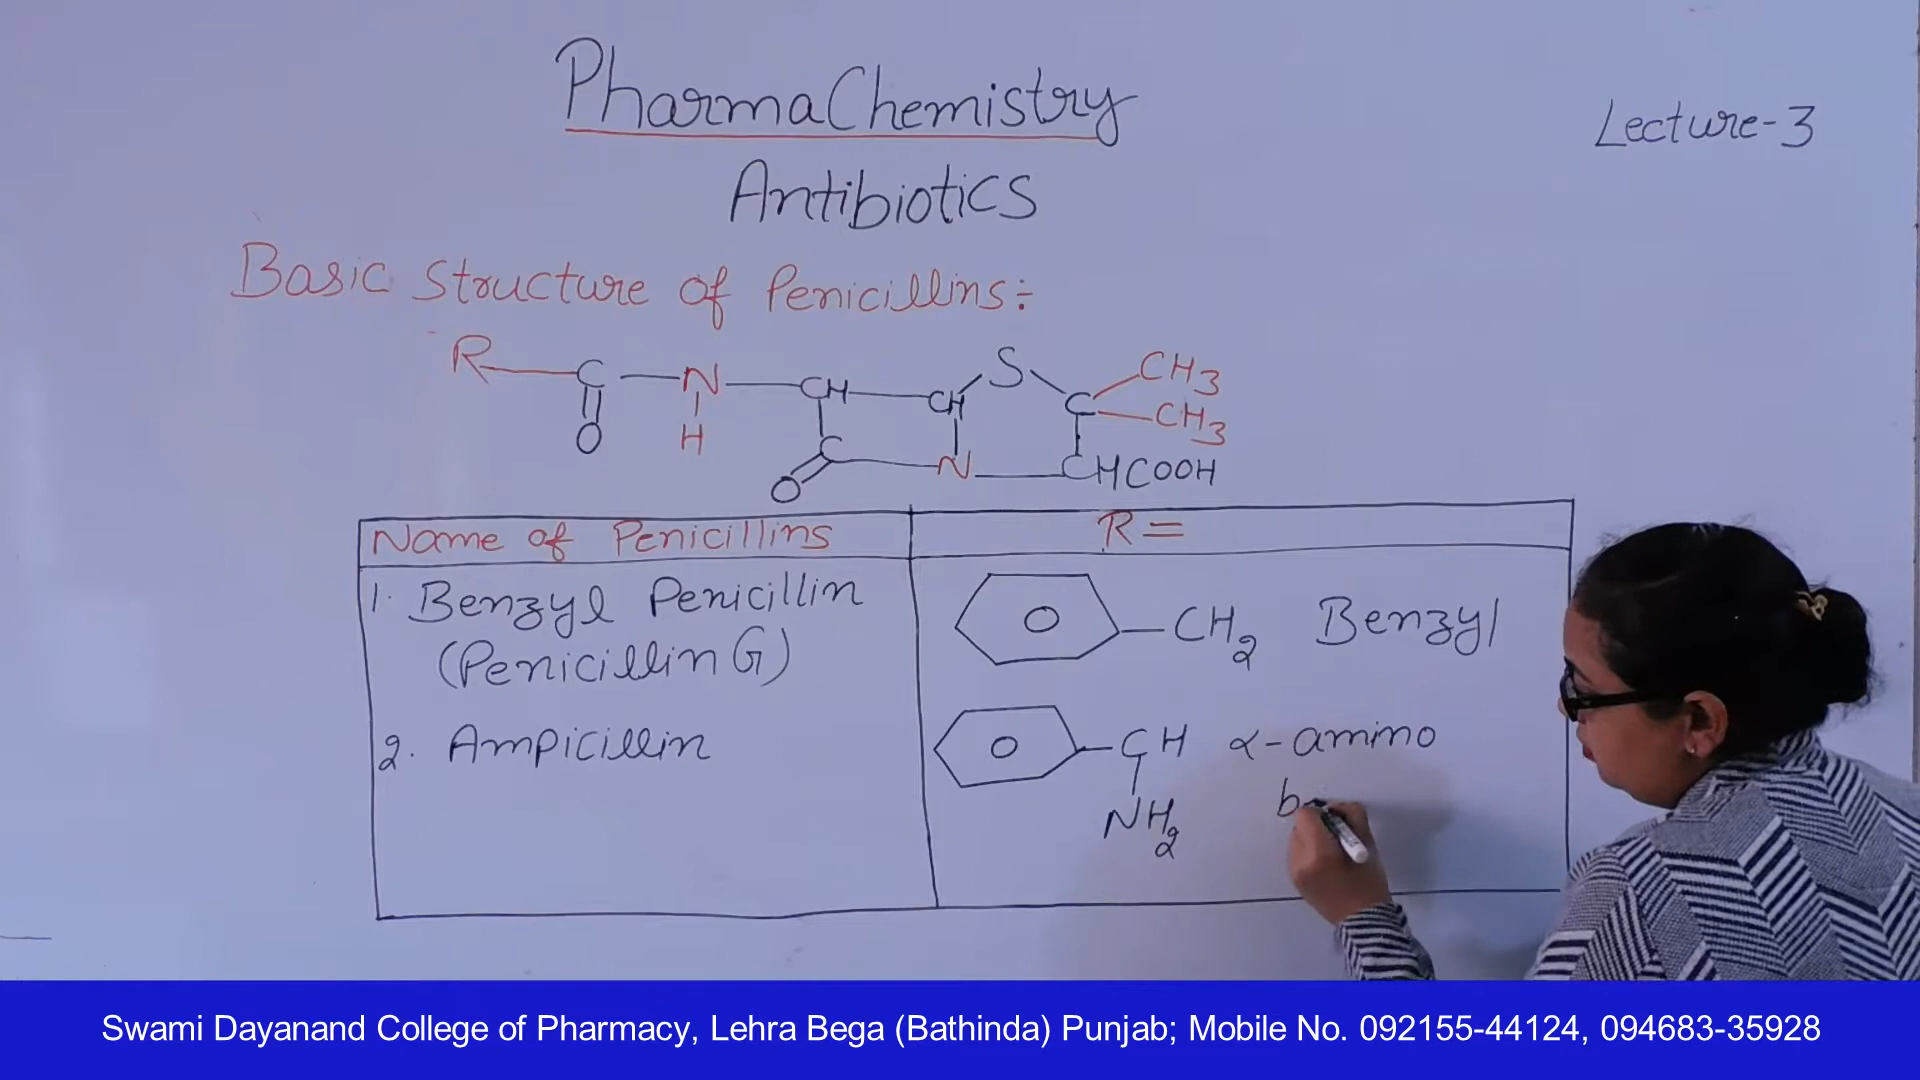 PharmaChemistry
Lecture-3
Antibiotics
Basic Structure of Penicillins:
R C N CH CH S C CH3
CH3
O H C N CHCOOH
O
Name of Penicillins R =
1. Benzyl Penicillin
(Penicillin G)
CH2 Benzyl
2. Ampicillin
CH α-amino
NH2
Swami Dayanand College of Pharmacy, Lehra Bega (Bathinda) Punjab; Mobile No. 092155-44124, 094683-35928